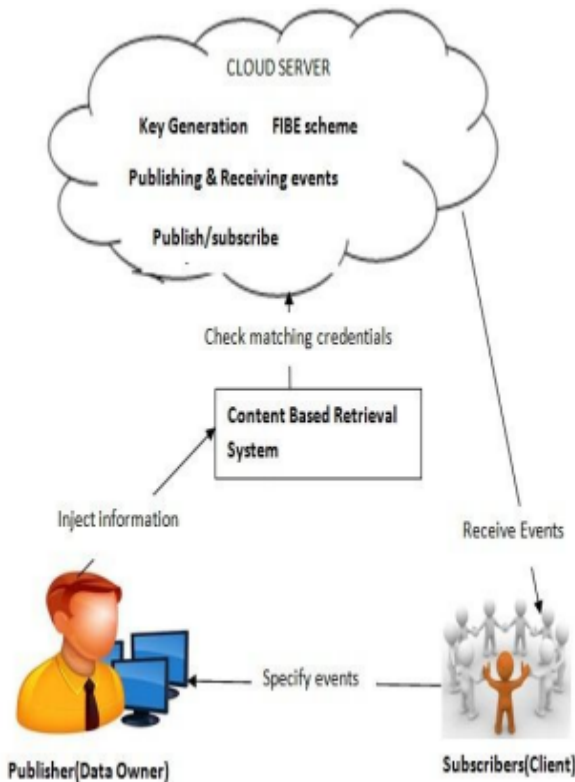 CLOUD SERVER
Key Generation FIBE scheme
Publishing & Receiving events
Publish/subscribe
Check matching credentials
Content Based Retrieval
System
Inject information
Receive Events
Specify events
Publisher(Data Owner)
Subscribers(Client)